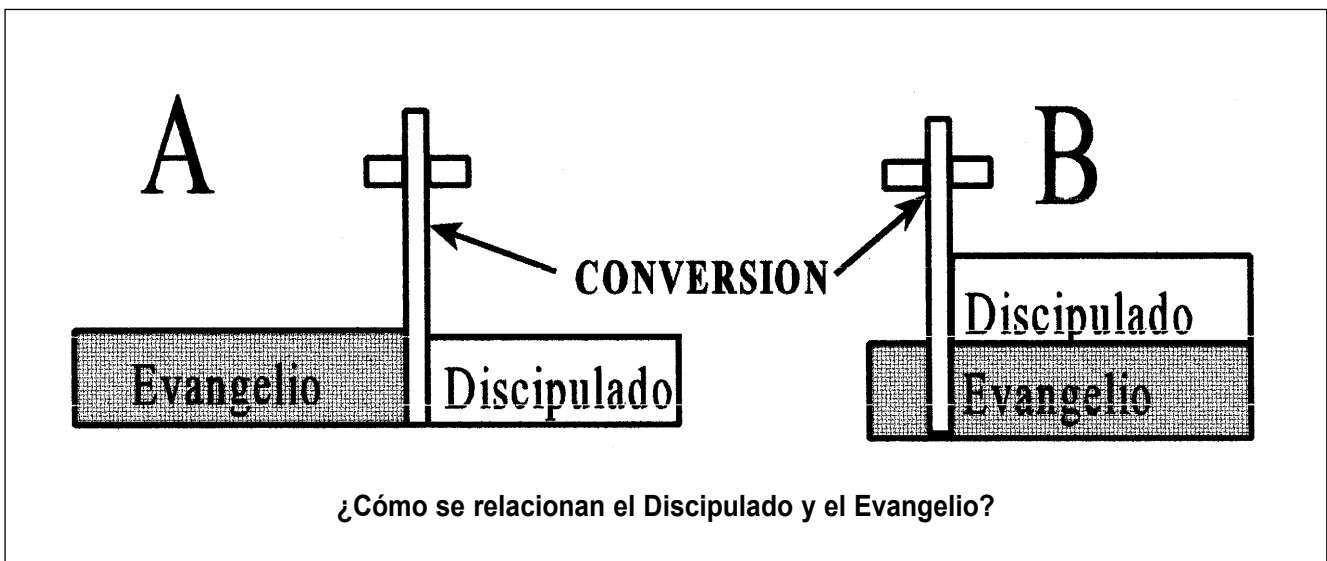 A
B
CONVERSION
Evangelio
Discipulado
Discipulado
Evangelio
¿Cómo se relacionan el Discipulado y el Evangelio?